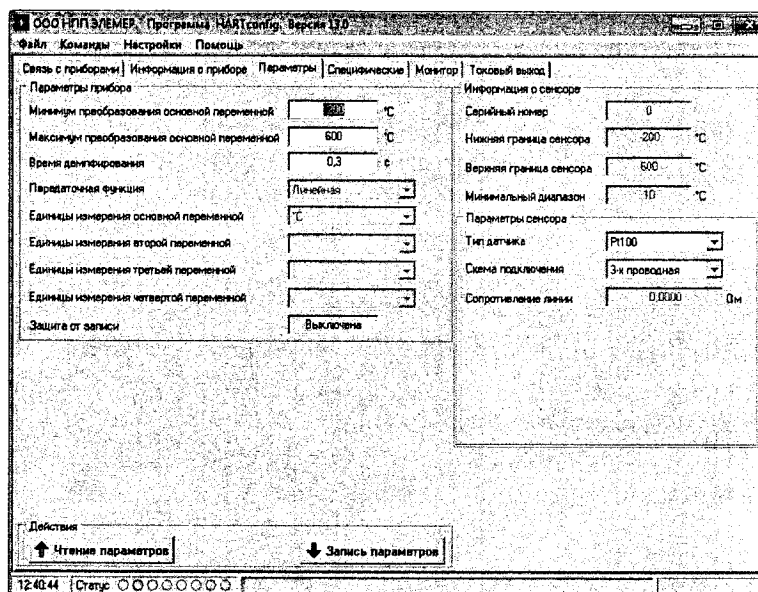 ООО НПП ЭЛЕМЕР, Программа HARTconfig, Версия 13.0
Файл Команды Настройки Помощь
Связь с приборами Информация о приборе Параметры Специфические Монитор Токовый выход
Параметры прибора
Минимум преобразования основной переменной °C
Максимум преобразования основной переменной 600 °C
Время демпфирования 0,3 с
Передаточная функция Линейная
Единицы измерения основной переменной °C
Единицы измерения второй переменной
Единицы измерения третьей переменной
Единицы измерения четвертой переменной
Защита от записи Выключена
Информация о сенсоре
Серийный номер 0
Нижняя граница сенсора -200 °C
Верхняя граница сенсора 600 °C
Минимальный диапазон 10 °C
Параметры сенсора
Тип датчика Pt100
Схема подключения 3-х проводная
Сопротивление линии 0,0000 Ом
Действия
Чтение параметров Запись параметров
12:40:44 Статус